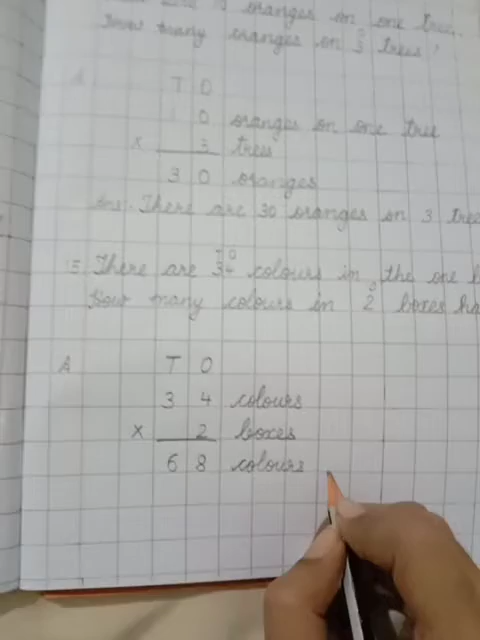 oranges on one tree.
How many oranges on 3 trees?
A
T O
1 0 oranges on one tree
x 3 trees
3 0 oranges
Ans. There are 30 oranges on 3 tree
T O
5 There are 34 colours in the one
O
How many colours in 2 boxes ha
A
T O
3 4 colours
x 2 boxes
6 8 colours